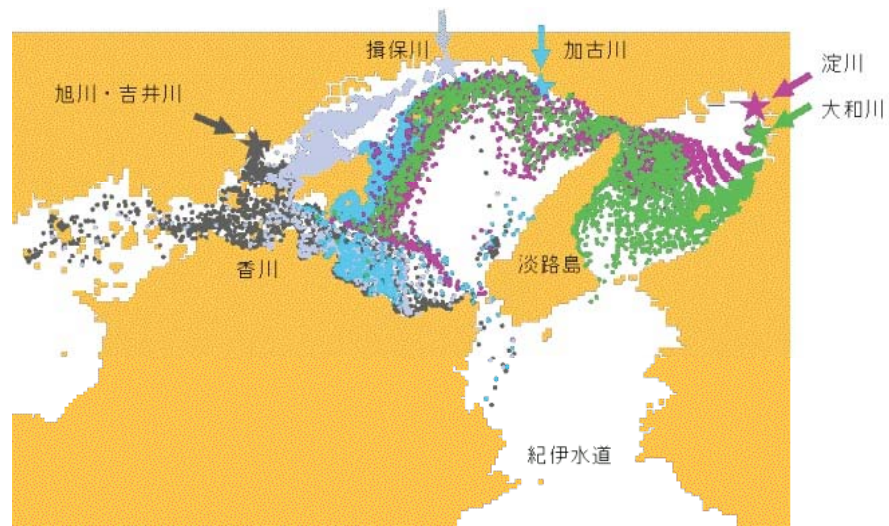 揖保川
加古川
淀川
旭川・吉井川
大和川
香川
淡路島
紀伊水道